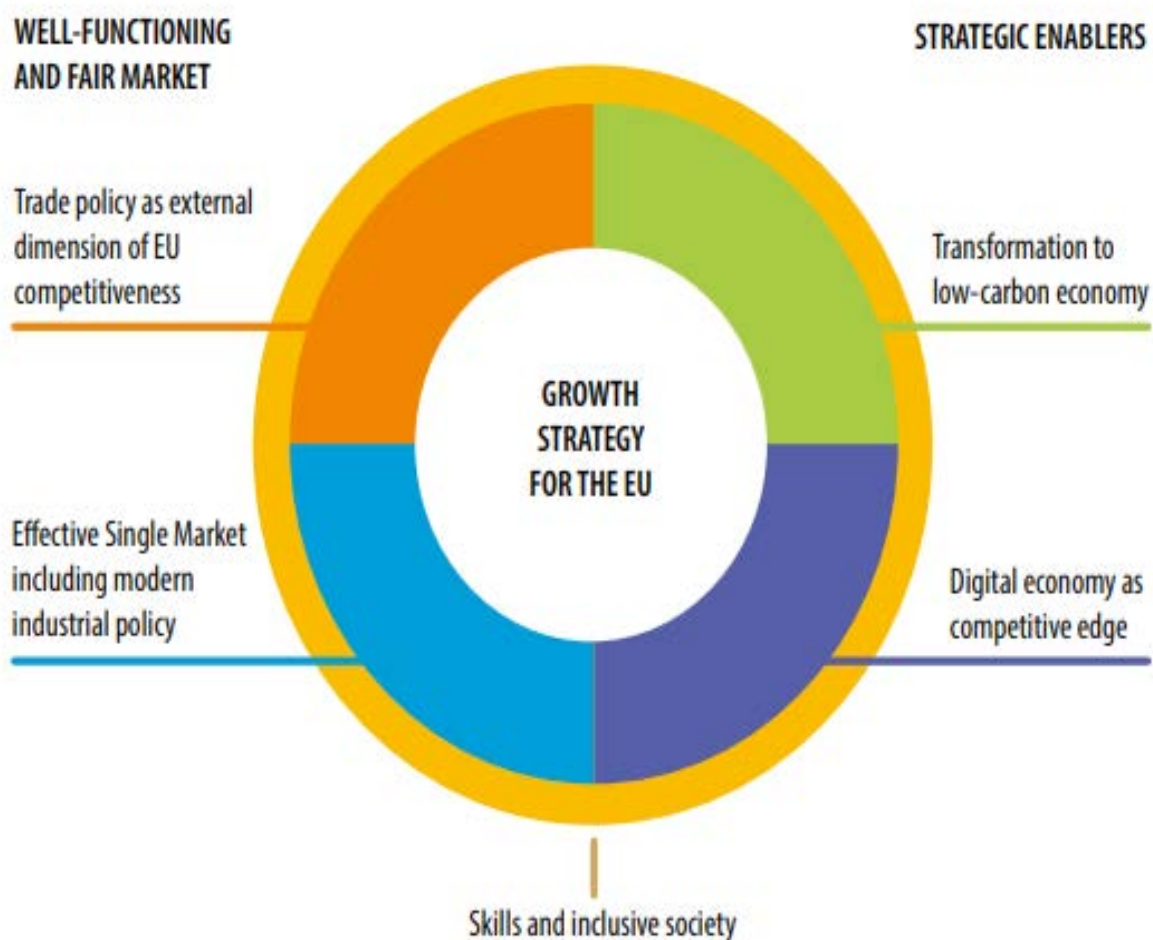 WELL-FUNCTIONING
AND FAIR MARKET
STRATEGIC ENABLERS
Trade policy as external
dimension of EU
competitiveness
Transformation to
low-carbon economy
GROWTH
STRATEGY
FOR THE EU
Effective Single Market
including modern
industrial policy
Digital economy as
competitive edge
Skills and inclusive society